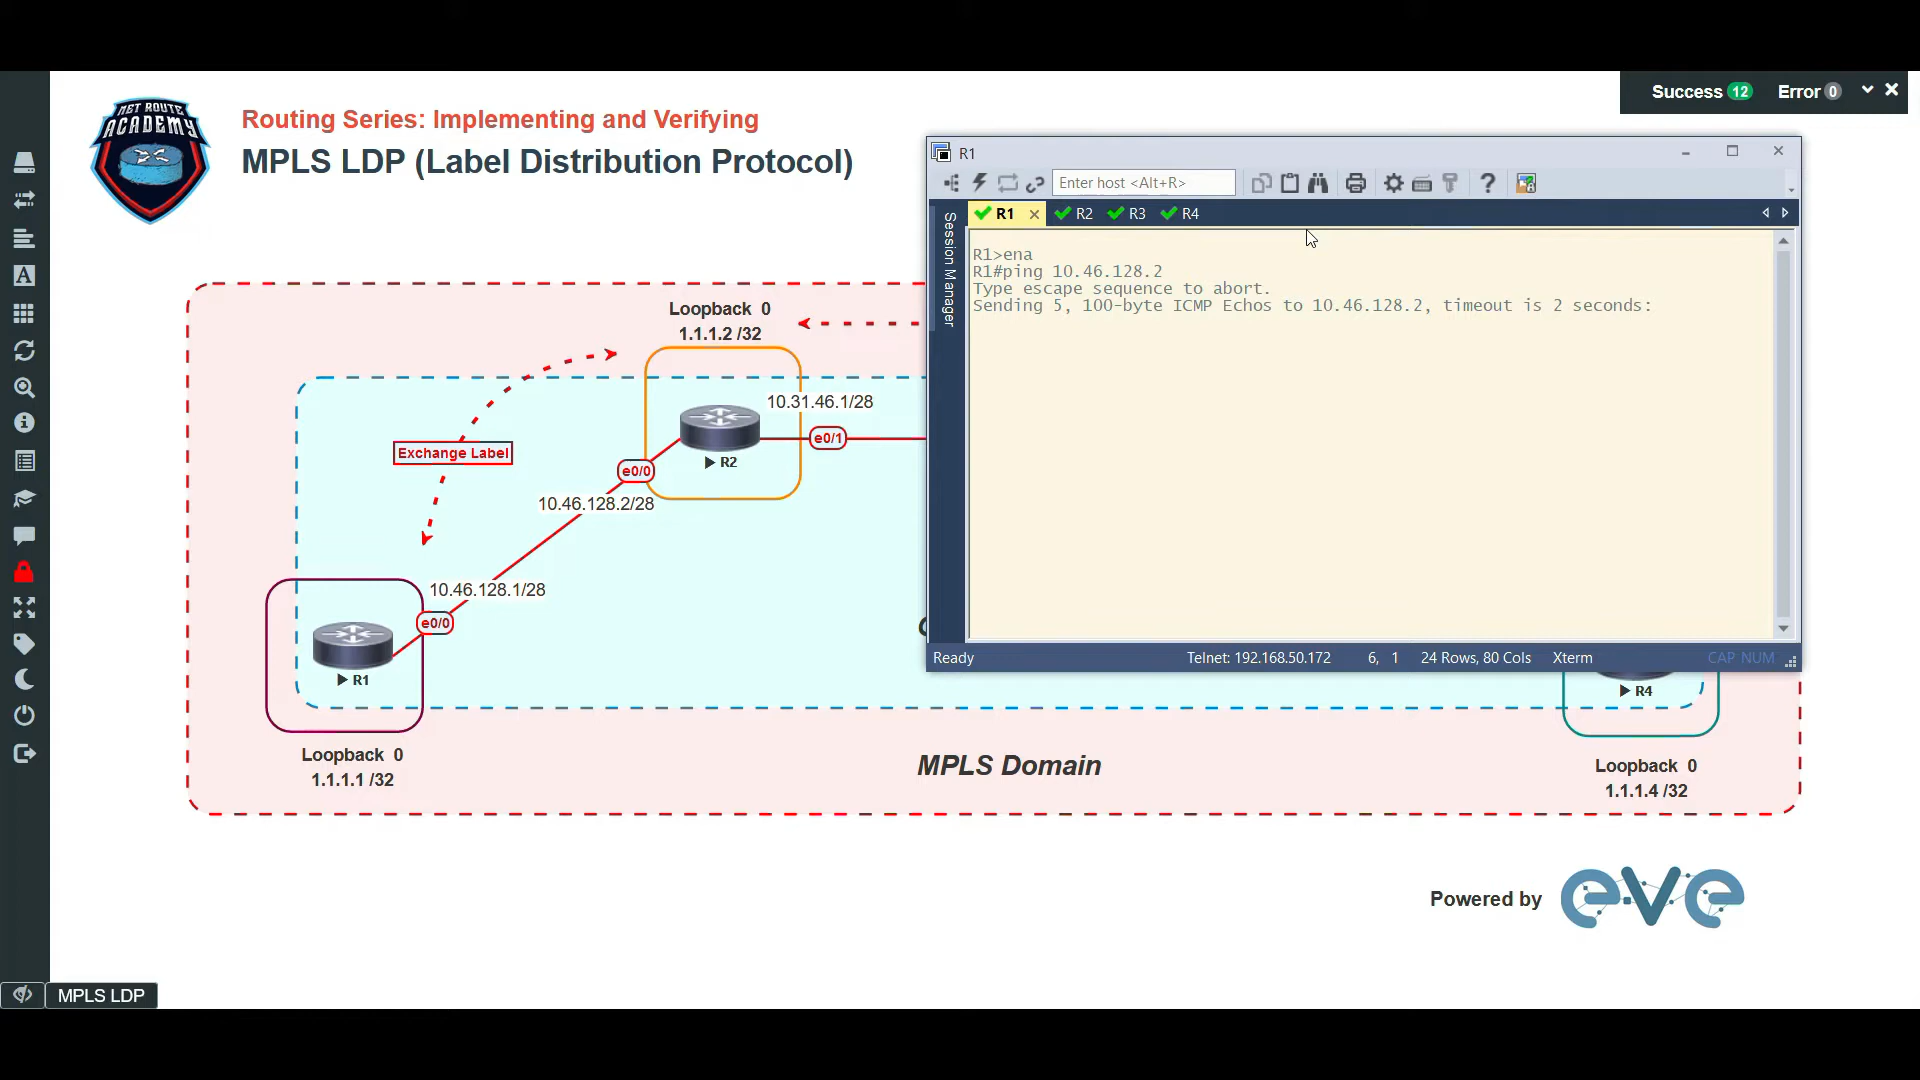 Success 12 Error 0
NET ROUTE
ACADEMY
Routing Series: Implementing and Verifying
MPLS LDP (Label Distribution Protocol)
R1
Enter host <Alt+R>
R1 R2 R3 R4
Session Manager
R1>ena
R1#ping 10.46.128.2
Type escape sequence to abort.
Sending 5, 100-byte ICMP Echos to 10.46.128.2, timeout is 2 seconds:
Ready Telnet: 192.168.50.172 6, 1 24 Rows, 80 Cols Xterm CAP NUM
Loopback 0
1.1.1.2 /32
10.31.46.1/28
e0/1
R2
Exchange Label
e0/0
10.46.128.2/28
10.46.128.1/28
e0/0
R1
R4
Loopback 0
1.1.1.1 /32
MPLS Domain
Loopback 0
1.1.1.4 /32
Powered by eve
MPLS LDP